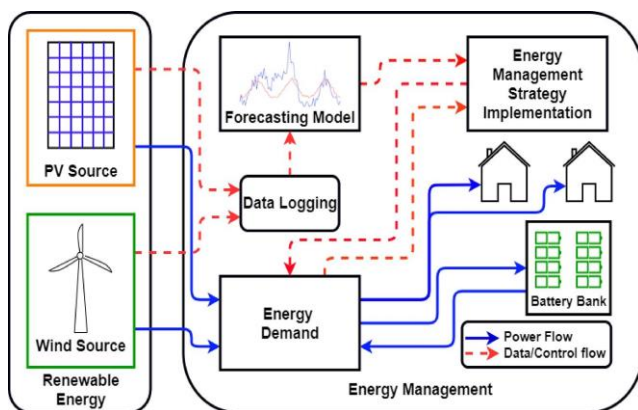 PV Source
Wind Source
Renewable
Energy
Forecasting Model
Energy
Management
Strategy
Implementation
Data Logging
Energy
Demand
Battery Bank
Power Flow
Data/Control flow
Energy Management